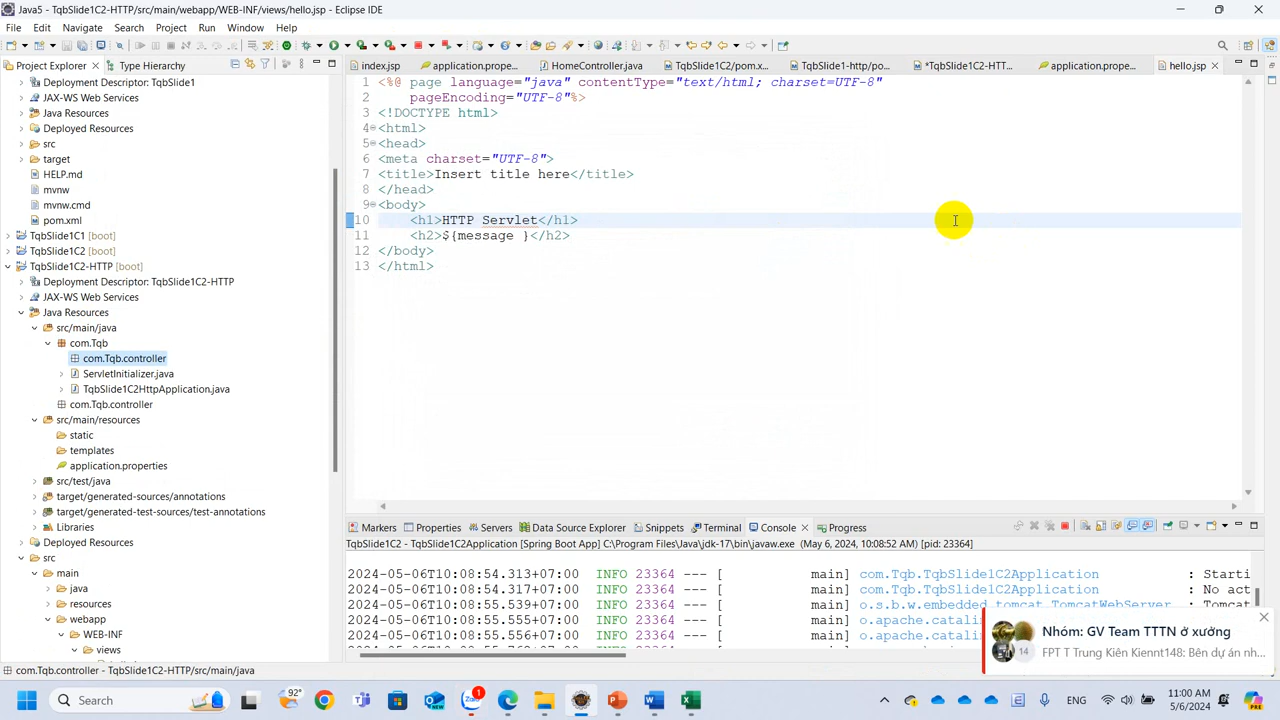 Java5 - TqbSlide1C2-HTTP/src/main/webapp/WEB-INF/views/hello.jsp - Eclipse IDE
File Edit Navigate Search Project Run Window Help
Project Explorer
Type Hierarchy
index.jsp
application.prope...
HomeController.java
TqbSlide1C2/pom.x...
TqbSlide1-http/po...
*TqbSlide1C2-HTT...
application.prope...
hello.jsp
Deployment Descriptor: TqbSlide1
JAX-WS Web Services
Java Resources
Deployed Resources
src
target
HELP.md
mvnw
mvnw.cmd
pom.xml
TqbSlide1C1 [boot]
TqbSlide1C2 [boot]
TqbSlide1C2-HTTP [boot]
Deployment Descriptor: TqbSlide1C2-HTTP
JAX-WS Web Services
Java Resources
src/main/java
com.Tqb
com.Tqb.controller
ServletInitializer.java
TqbSlide1C2HttpApplication.java
com.Tqb.controller
src/main/resources
static
templates
application.properties
src/test/java
target/generated-sources/annotations
target/generated-test-sources/test-annotations
Libraries
Deployed Resources
src
main
java
resources
webapp
WEB-INF
views
1 <%@ page language="java" contentType="text/html; charset=UTF-8"
2 pageEncoding="UTF-8"%>
3 <!DOCTYPE html>
4 <html>
5 <head>
6 <meta charset="UTF-8">
7 <title>Insert title here</title>
8 </head>
9 <body>
10 <h1>HTTP Servlet</h1>
11 <h2>${message }</h2>
12 </body>
13 </html>
Markers Properties Servers Data Source Explorer Snippets Terminal Console Progress
TqbSlide1C2 - TqbSlide1C2Application [Spring Boot App] C:\Program Files\Java\jdk-17\bin\javaw.exe (May 6, 2024, 10:08:52 AM) [pid: 23364]
2024-05-06T10:08:54.313+07:00 INFO 23364 --- [ main] com.Tqb.TqbSlide1C2Application : Starti
2024-05-06T10:08:54.317+07:00 INFO 23364 --- [ main] com.Tqb.TqbSlide1C2Application : No act
2024-05-06T10:08:55.539+07:00 INFO 23364 --- [ main] o.s.b.w.embedded.tomcat.TomcatWebServer : Tomcat
2024-05-06T10:08:55.555+07:00 INFO 23364 --- [ main] o.apache.catalin
2024-05-06T10:08:55.556+07:00 INFO 23364 --- [ main] o.apache.catali
main]
Nhóm: GV Team TTTN ở xưởng
14 FPT T Trung Kiên Kiennt148: Bên dự án nh...
com.Tqb.controller - TqbSlide1C2-HTTP/src/main/java
92°
Search
Zalo
1
ENG
11:00 AM
5/6/2024
PRE